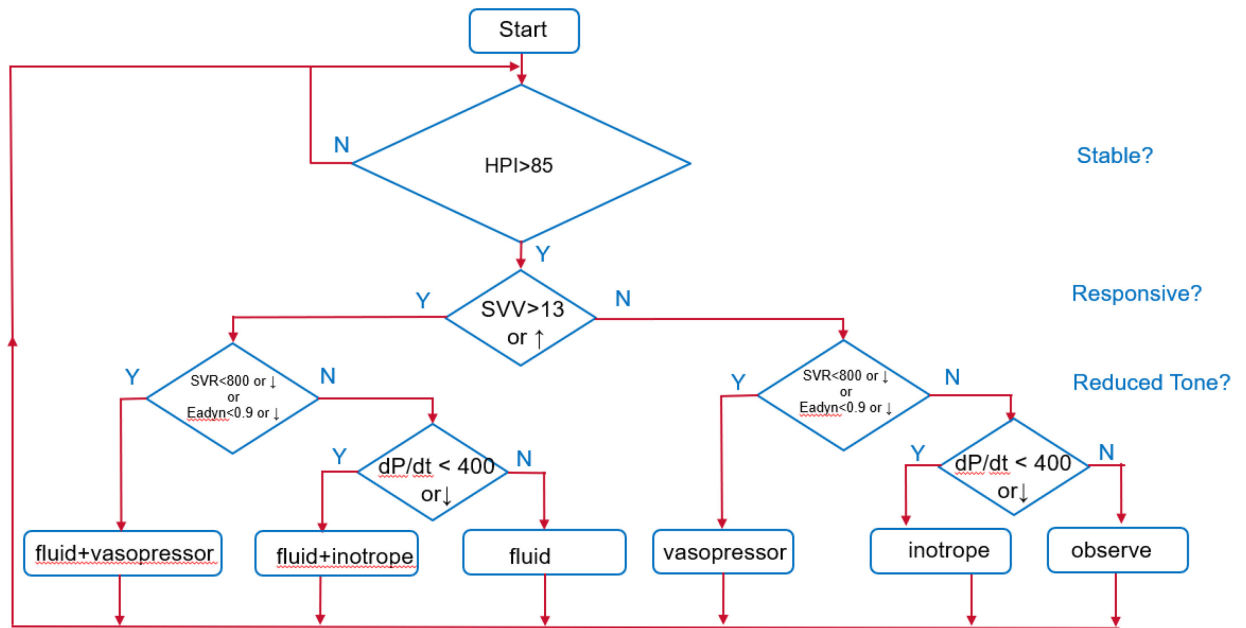 Start
N
HPI>85
Stable?
Y
Y
SVV>13
or ↑
N
Responsive?
Y
SVR<800 or ↓
or
Eadyn<0.9 or ↓
N
Y
SVR<800 or ↓
or
Eadyn<0.9 or ↓
N
Reduced Tone?
Y
dP/dt < 400
or↓
N
Y
dP/dt < 400
or↓
N
fluid+vasopressor
fluid+inotrope
fluid
vasopressor
inotrope
observe